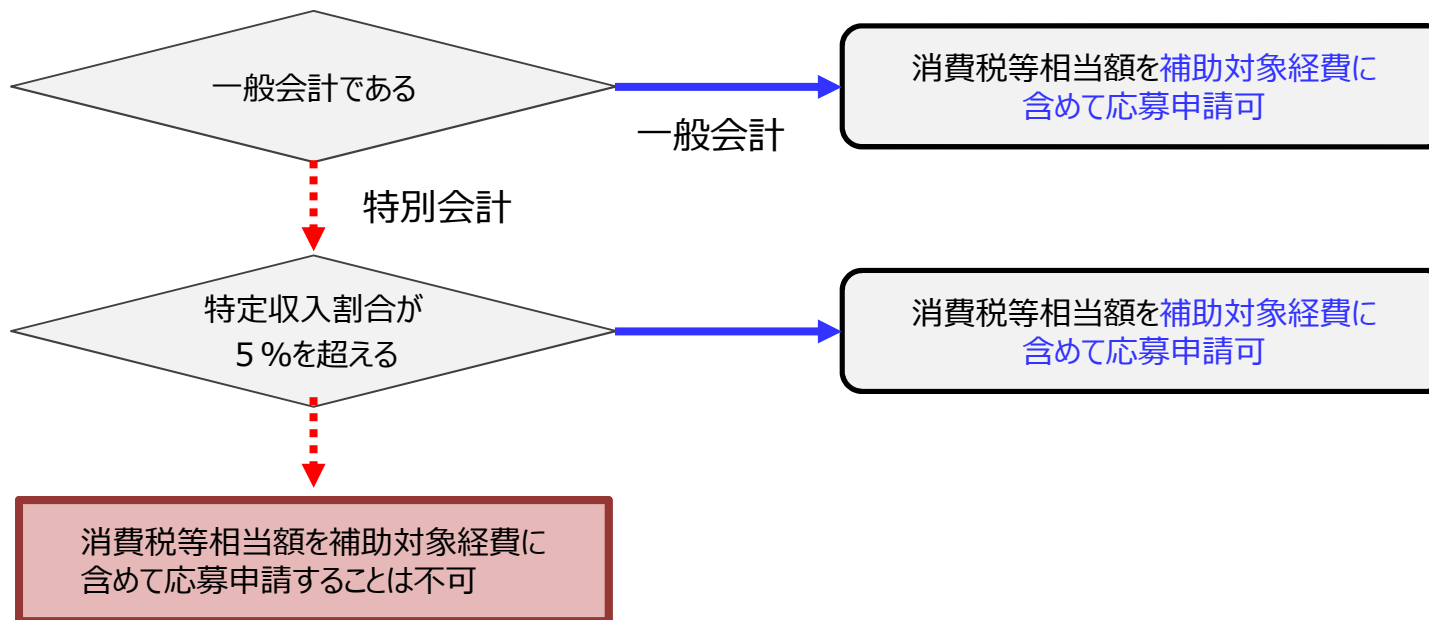 一般会計である
消費税等相当額を補助対象経費に
含めて応募申請可
一般会計
特別会計
特定収入割合が
５%を超える
消費税等相当額を補助対象経費に
含めて応募申請可
消費税等相当額を補助対象経費に
含めて応募申請することは不可